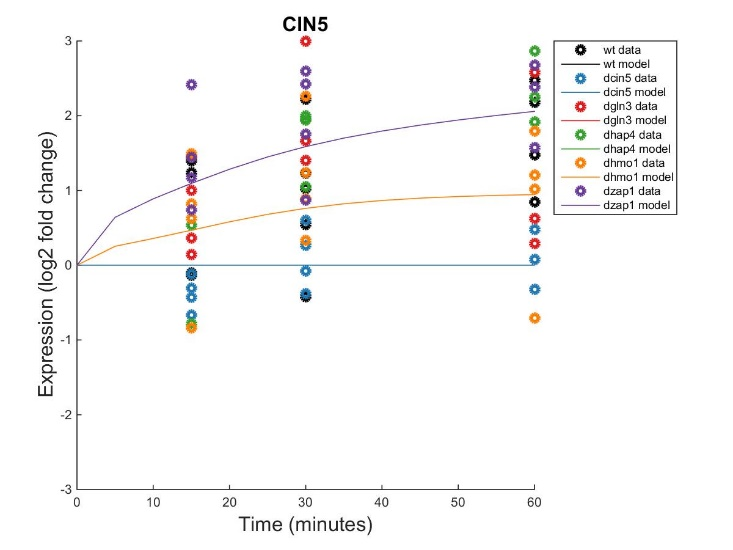 CIN5
3
2
1
0
-1
-2
-3
Expression (log2 fold change)
0 10 20 30 40 50 60
Time (minutes)
wt data
wt model
dcin5 data
dcin5 model
dgln3 data
dgln3 model
dhap4 data
dhap4 model
dhmo1 data
dhmo1 model
dzap1 data
dzap1 model